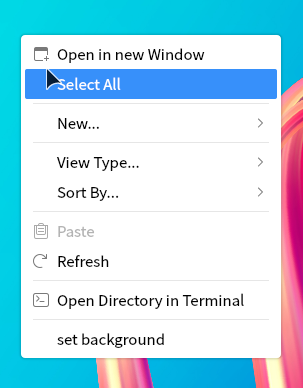 Open in new Window
Select All
New...
View Type...
Sort By...
Paste
Refresh
Open Directory in Terminal
set background